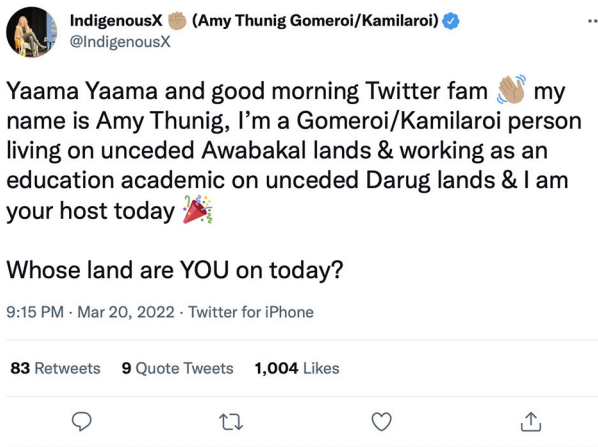 IndigenousX ✊🏽 (Amy Thunig Gomeroi/Kamilaroi)
@IndigenousX
Yaama Yaama and good morning Twitter fam 👋🏽 my
name is Amy Thunig, I’m a Gomeroi/Kamilaroi person
living on unceded Awabakal lands & working as an
education academic on unceded Darug lands & I am
your host today 🎉
Whose land are YOU on today?
9:15 PM · Mar 20, 2022 · Twitter for iPhone
83 Retweets 9 Quote Tweets 1,004 Likes